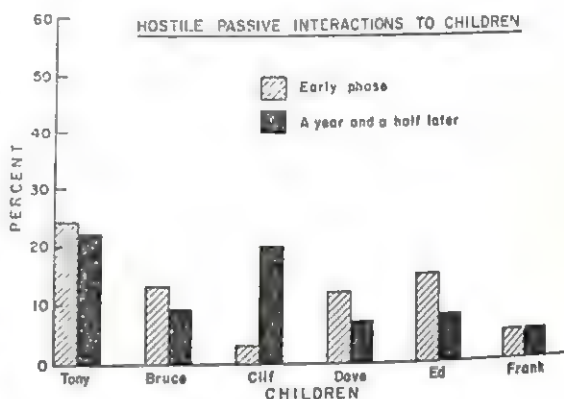 HOSTILE PASSIVE INTERACTIONS TO CHILDREN
Early phase
A year and a half later
PERCENT
60
50
40
30
20
10
0
Tony Bruce Clif Dave Ed Frank
CHILDREN